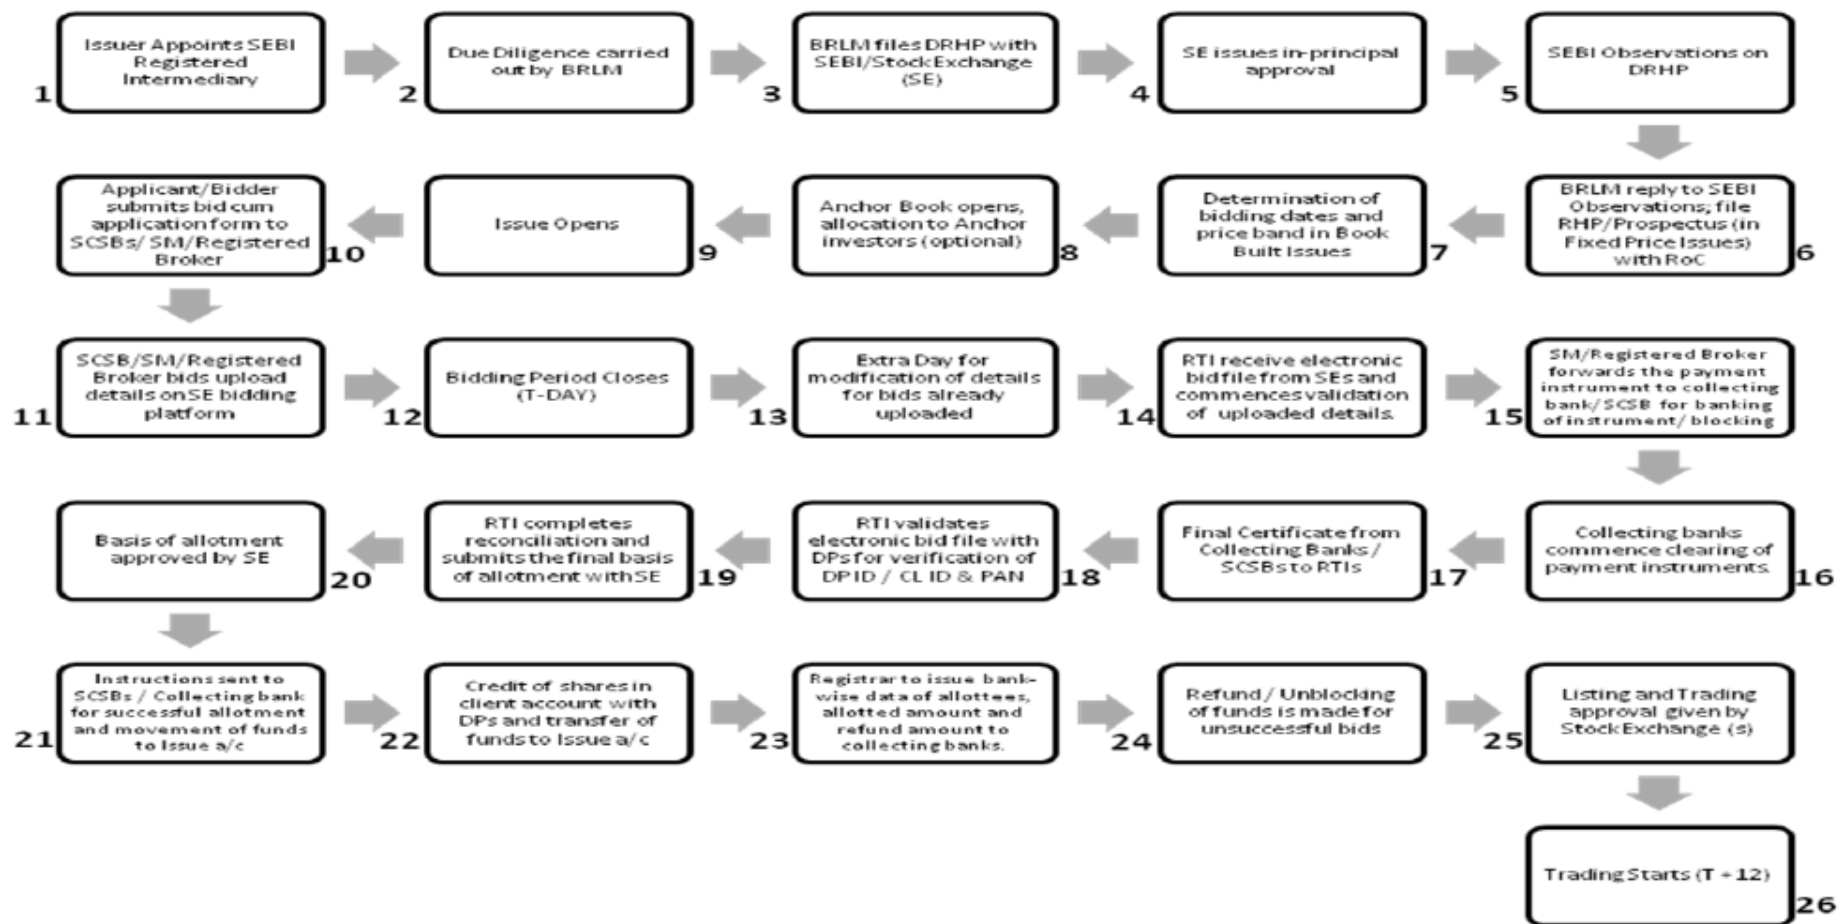 Issuer Appoints SEBI
Registered
Intermediary
1
Due Diligence carried
out by BRLM
2
BRLM files DRHP with
SEBI/Stock Exchange
(SE)
3
SE issues in-principal
approval
4
SEBI Observations on
DRHP
5
BRLM reply to SEBI
Observations; file
RHP/Prospectus (in
Fixed Price Issues)
with RoC
6
Determination of
bidding dates and
price band in Book
Built Issues
7
Anchor Book opens,
allocation to Anchor
investors (optional)
8
Issue Opens
9
Applicant/Bidder
submits bid cum
application form to
SCSBs/ SM/Registered
Broker
10
SCSB/SM/Registered
Broker bids upload
details on SE bidding
platform
11
Bidding Period Closes
(T-DAY)
12
Extra Day for
modification of details
for bids already
uploaded
13
RTI receive electronic
bid file from SEs and
commences validation
of uploaded details.
14
SM/Registered Broker
forwards the payment
instrument to collecting
bank/ SCSB for banking
of instrument/ blocking
15
Collecting banks
commence clearing of
payment instruments.
16
Final Certificate from
Collecting Banks /
SCSBs to RTIs
17
RTI validates
electronic bid file with
DPs for verification of
DP ID / CL ID & PAN
18
RTI completes
reconciliation and
submits the final basis
of allotment with SE
19
Basis of allotment
approved by SE
20
Instructions sent to
SCSBs / Collecting bank
for successful allotment
and movement of funds
to Issue a/c
21
Credit of shares in
client account with
DPs and transfer of
funds to Issue a/c
22
Registrar to issue bank-
wise data of allottees,
allotted amount and
refund amount to
collecting banks.
23
Refund / Unblocking
of funds is made for
unsuccessful bids
24
Listing and Trading
approval given by
Stock Exchange (s)
25
Trading Starts (T + 12)
26